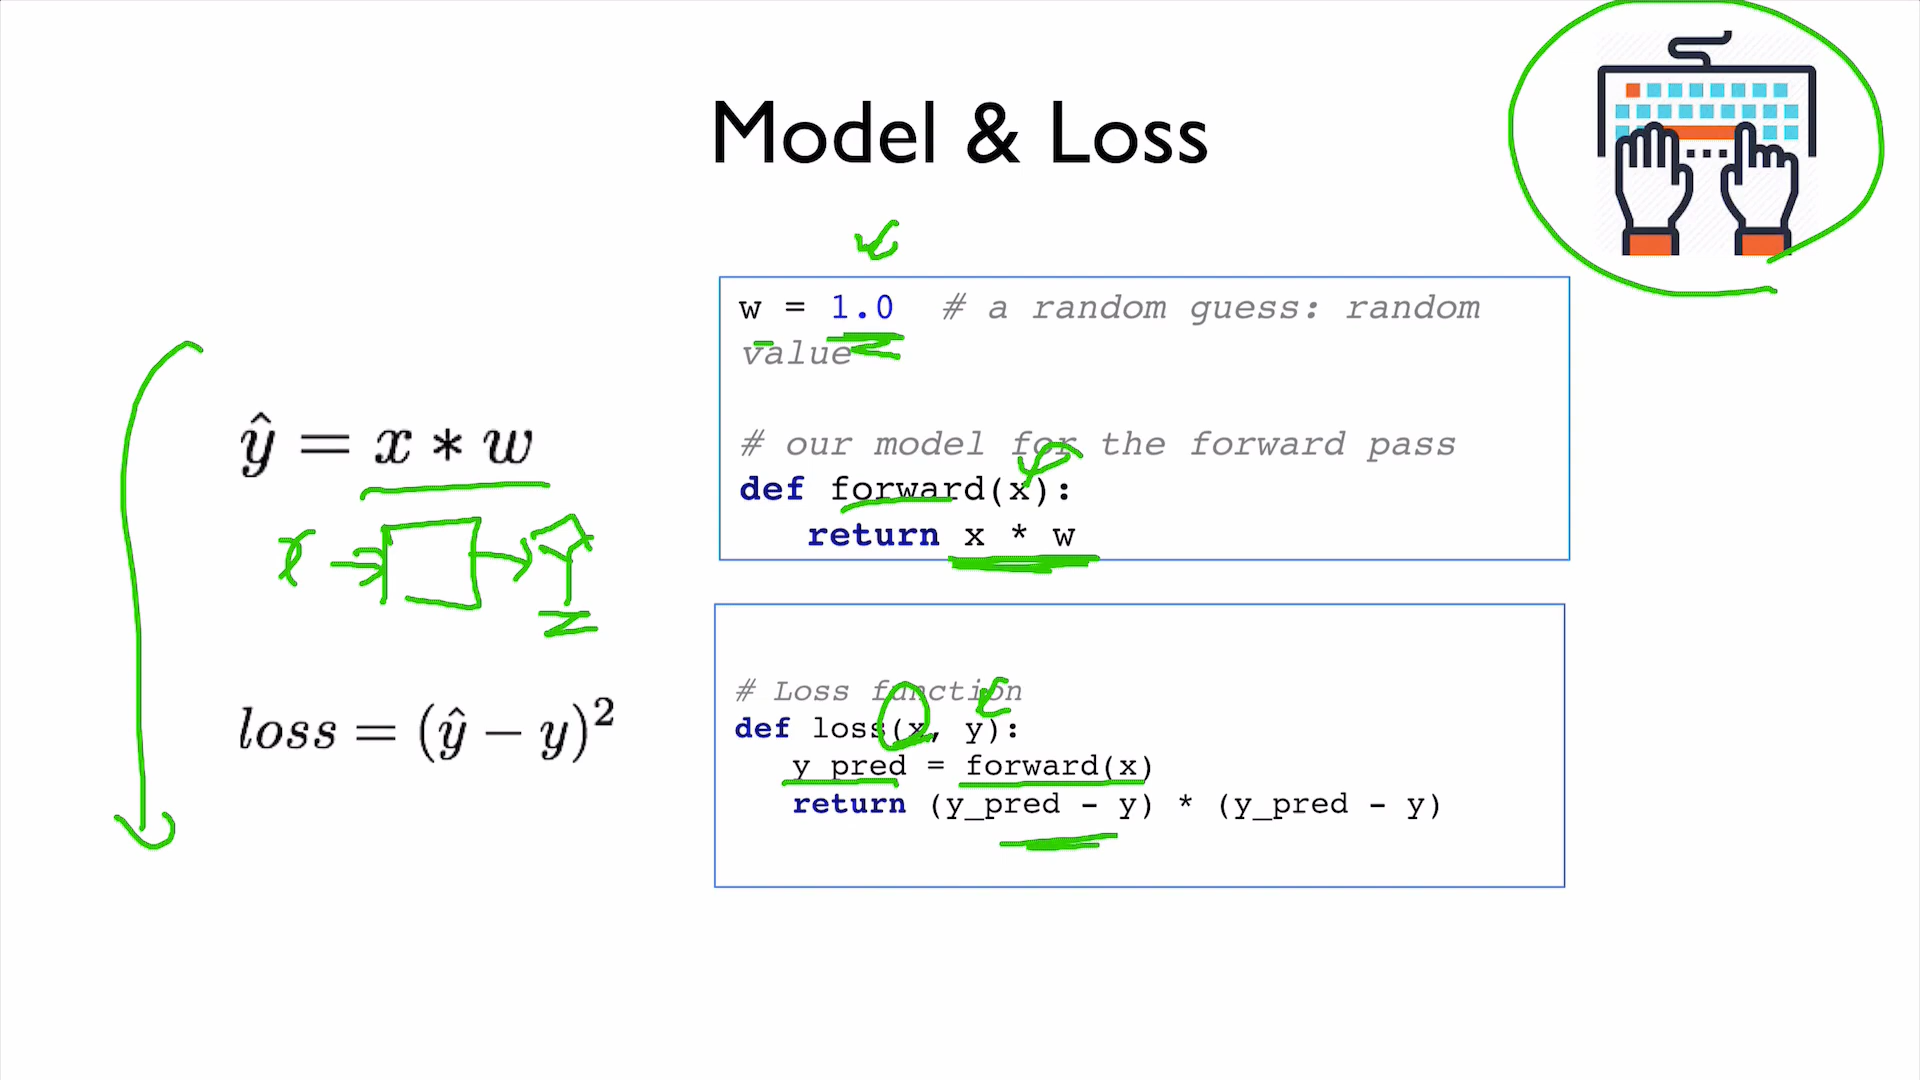 Model & Loss
ŷ = x * w
x ŷ
loss = (ŷ − y)²
w = 1.0 # a random guess: random
value
# our model for the forward pass
def forward(x):
return x * w
# Loss function
def loss(x, y):
y_pred = forward(x)
return (y_pred - y) * (y_pred - y)